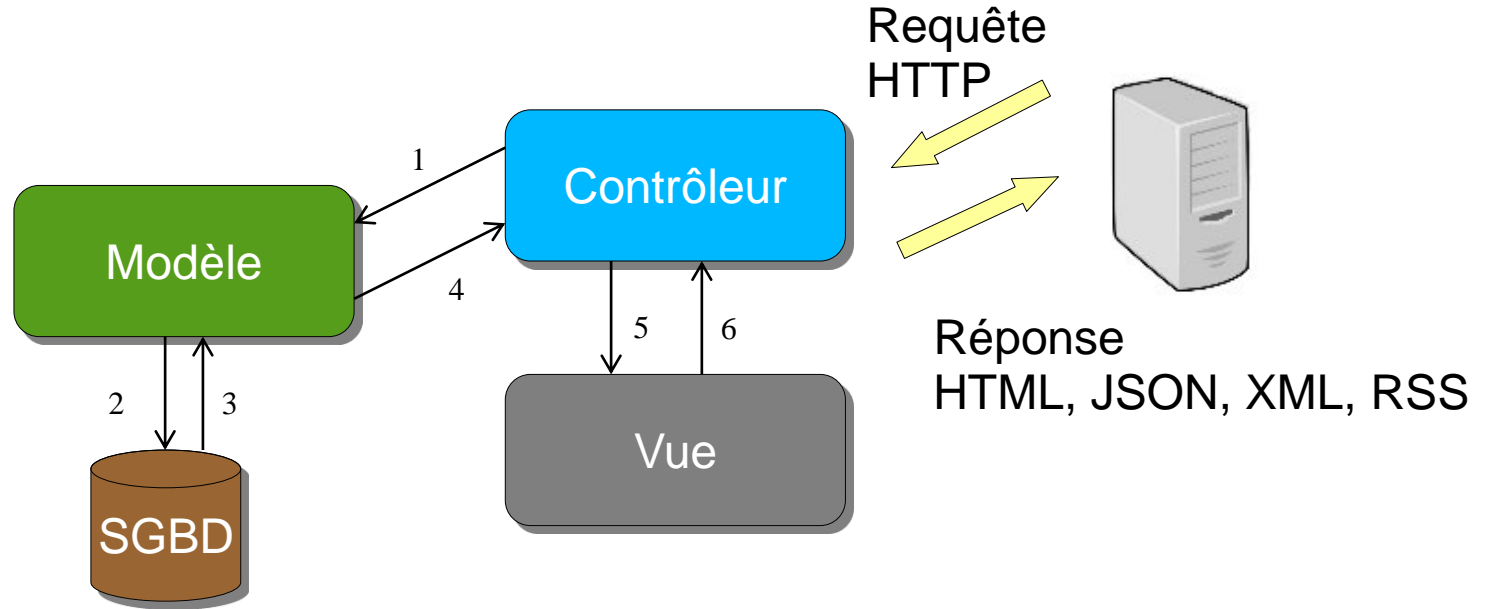 Requête
HTTP
Contrôleur
1
Modèle
4
5
6
Réponse
HTML, JSON, XML, RSS
2
3
Vue
SGBD